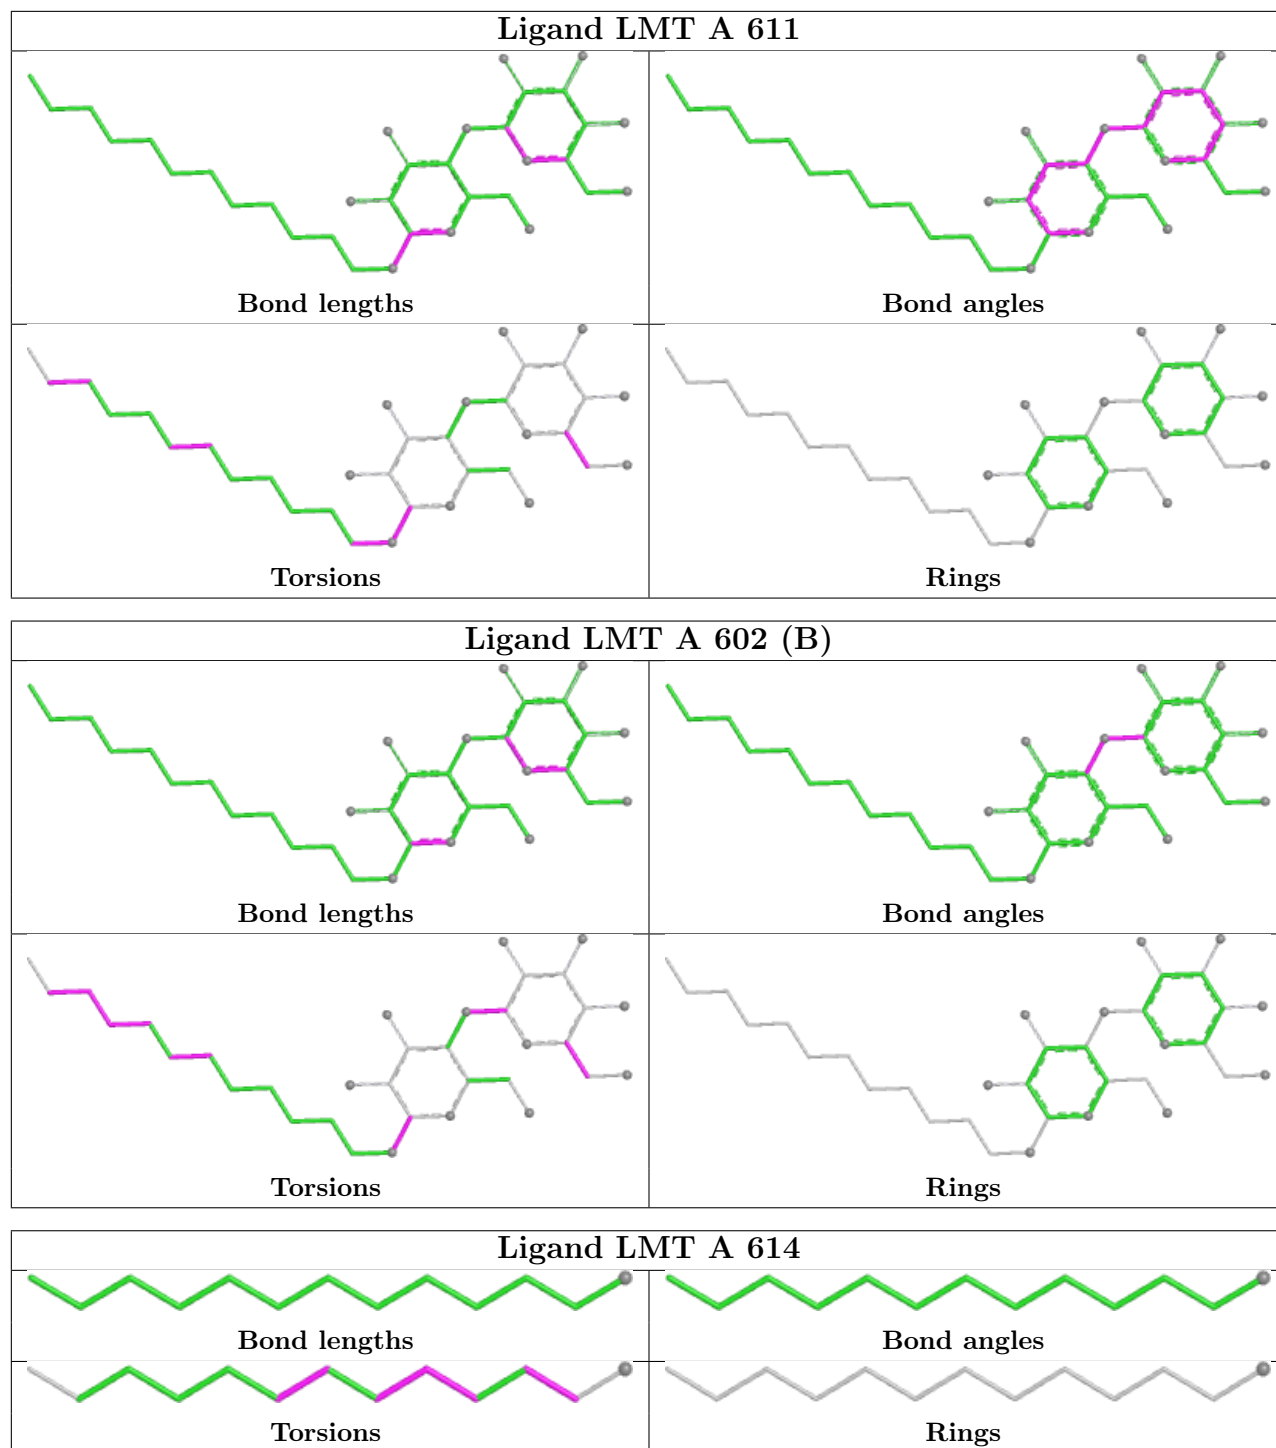 Ligand LMT A 611
Bond lengths
Bond angles
Torsions
Rings
Ligand LMT A 602 (B)
Bond lengths
Bond angles
Torsions
Rings
Ligand LMT A 614
Bond lengths
Bond angles
Torsions
Rings